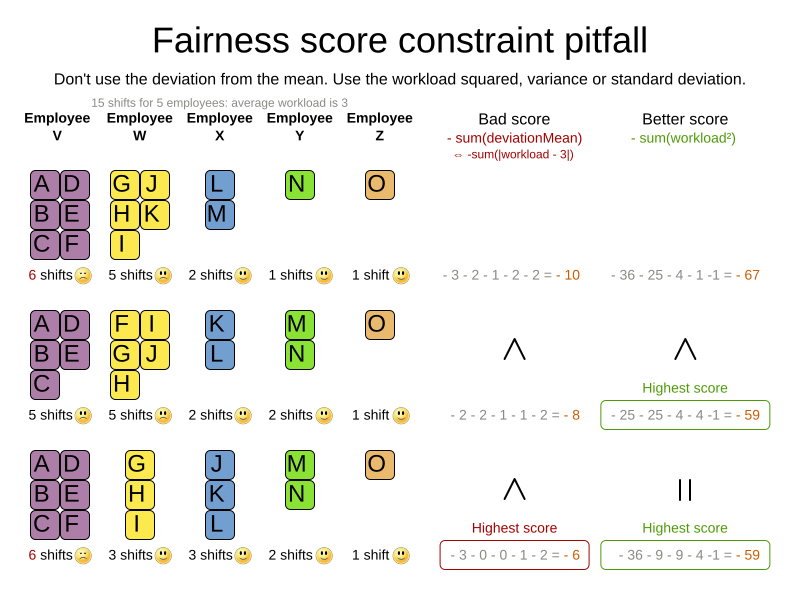 Fairness score constraint pitfall
Don't use the deviation from the mean. Use the workload squared, variance or standard deviation.
15 shifts for 5 employees: average workload is 3
Employee V
Employee W
Employee X
Employee Y
Employee Z
Bad score
- sum(deviationMean)
⇔ -sum(|workload - 3|)
Better score
- sum(workload²)
A D G J L N O
B E H K M
C F I
6 shifts 5 shifts 2 shifts 1 shifts 1 shift - 3 - 2 - 1 - 2 - 2 = - 10 - 36 - 25 - 4 - 1 -1 = - 67
A D F I K M O
B E G J L N
C H
Highest score
5 shifts 5 shifts 2 shifts 2 shifts 1 shift - 2 - 2 - 1 - 1 - 2 = - 8 - 25 - 25 - 4 - 4 -1 = - 59
A D G J M O
B E H K N
C F I L
Highest score Highest score
6 shifts 3 shifts 3 shifts 2 shifts 1 shift - 3 - 0 - 0 - 1 - 2 = - 6 - 36 - 9 - 9 - 4 -1 = - 59